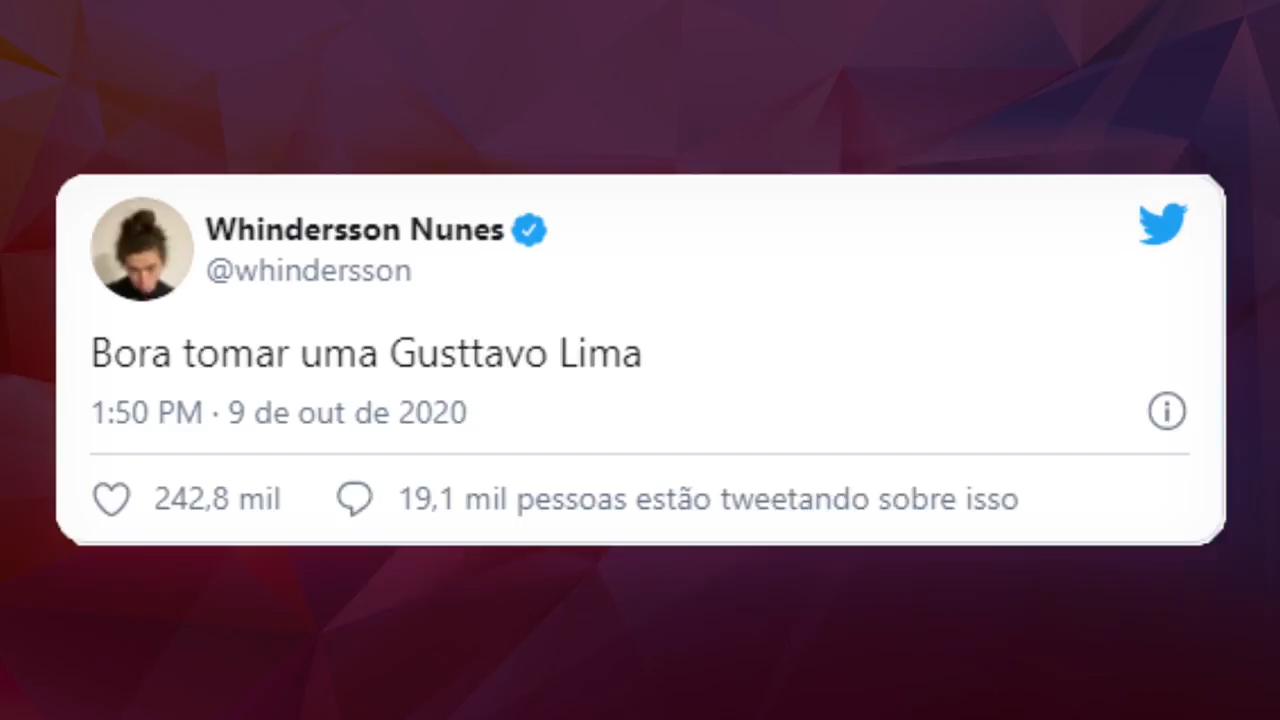 Whindersson Nunes
@whindersson
Bora tomar uma Gusttavo Lima
1:50 PM · 9 de out de 2020
242,8 mil 19,1 mil pessoas estão tweetando sobre isso